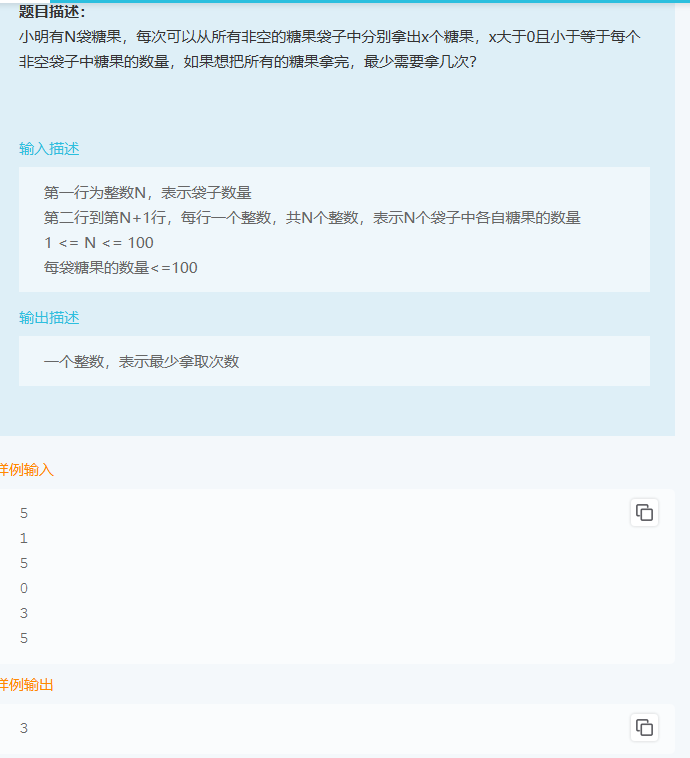 题目描述：
小明有N袋糖果，每次可以从所有非空的糖果袋子中分别拿出x个糖果，x大于0且小于等于每个
非空袋子中糖果的数量，如果想把所有的糖果拿完，最少需要拿几次？
输入描述
第一行为整数N，表示袋子数量
第二行到第N+1行，每行一个整数，共N个整数，表示N个袋子中各自糖果的数量
1 <= N <= 100
每袋糖果的数量<=100
输出描述
一个整数，表示最少拿取次数
样例输入
5
1
5
0
3
5
样例输出
3